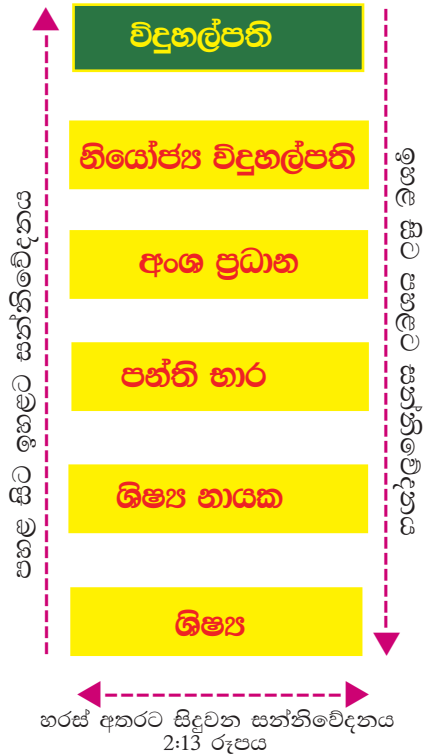 විදුහල්පති
නියෝජ්‍ය විදුහල්පති
අංශ ප්‍රධාන
පන්ති භාර
ශිෂ්‍ය නායක
ශිෂ්‍ය
පහළ සිට ඉහළට සන්නිවේදනය
ඉහළ සිට පහළට සන්නිවේදනය
හරස් අතරට සිදුවන සන්නිවේදනය
2:13 රූපය